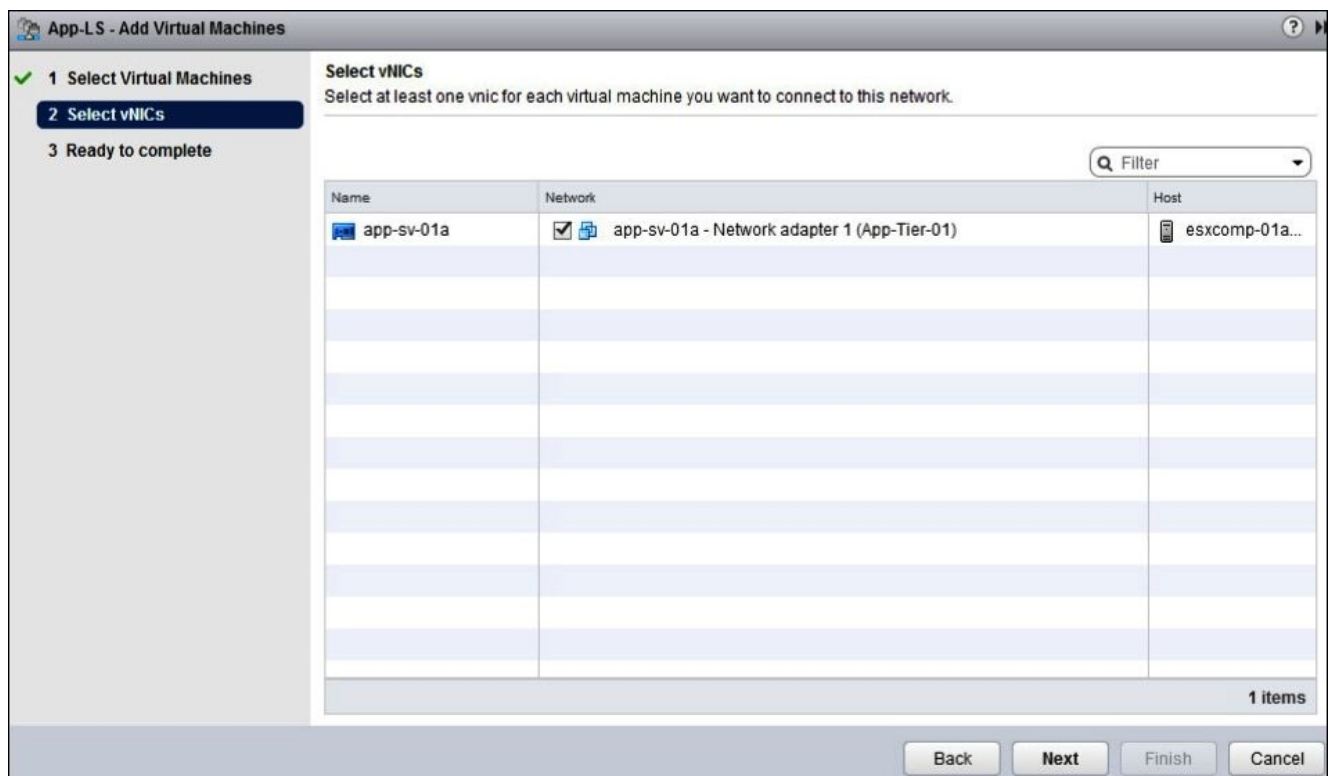 App-LS - Add Virtual Machines
?
1 Select Virtual Machines
2 Select vNICs
3 Ready to complete
Select vNICs
Select at least one vnic for each virtual machine you want to connect to this network.
Filter
Name Network Host
app-sv-01a app-sv-01a - Network adapter 1 (App-Tier-01) esxcomp-01a...
1 items
Back Next Finish Cancel